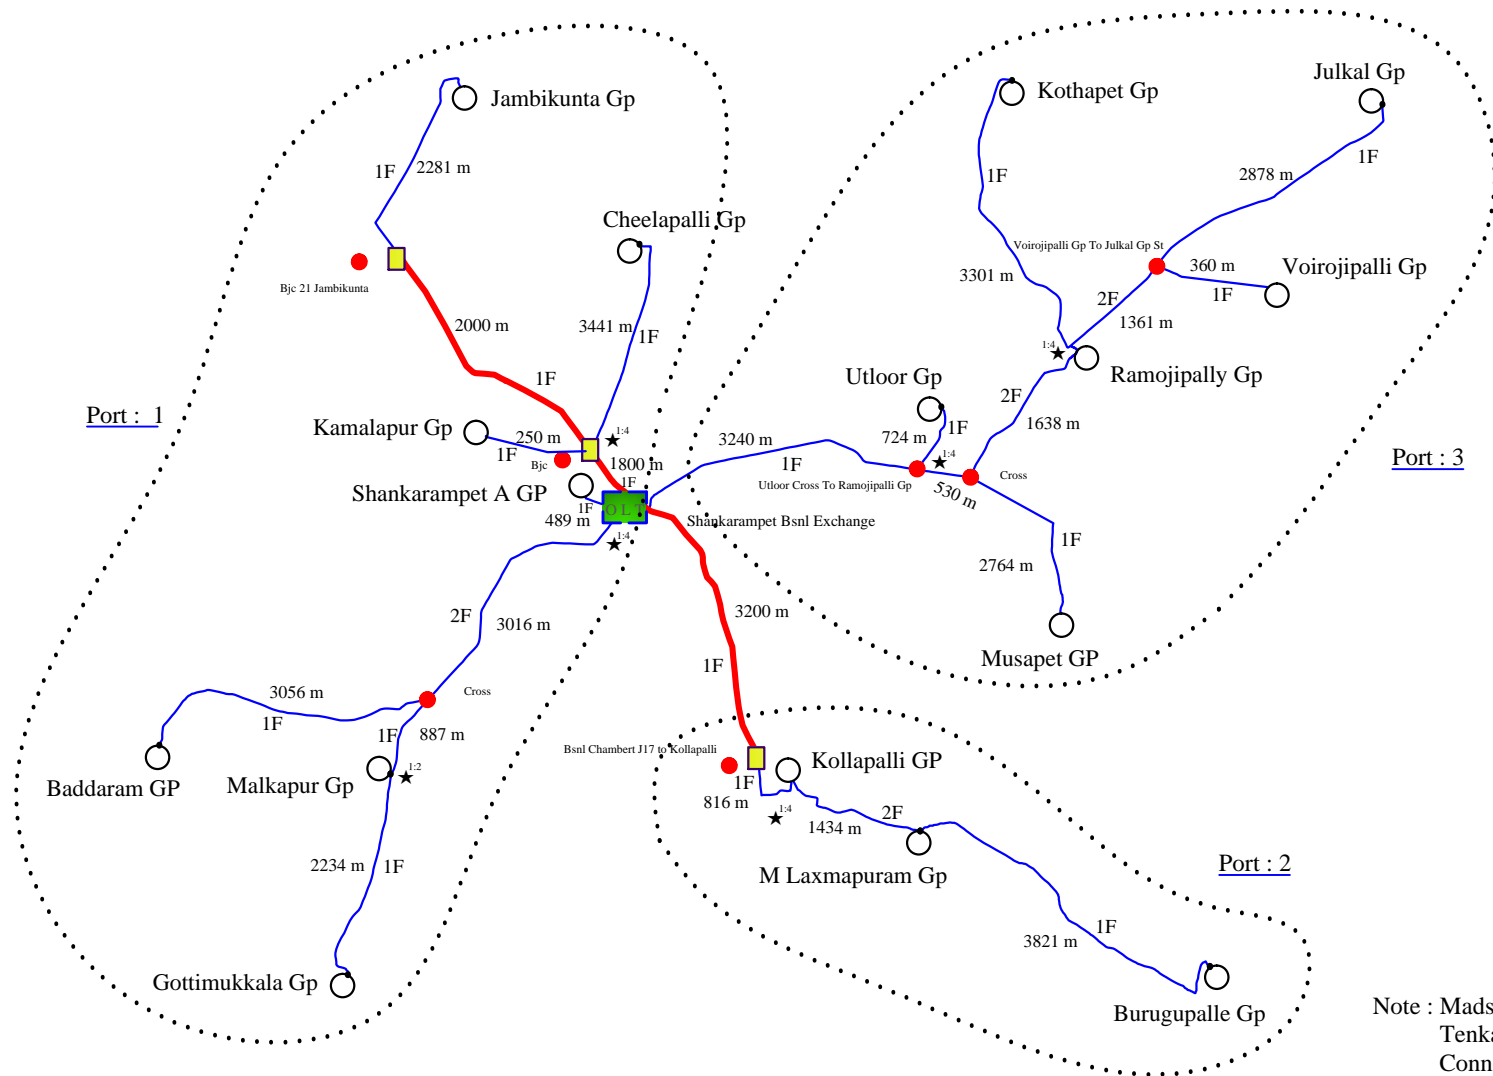 Jambikunta Gp
1F
2281 m
Bjc 21 Jambikunta
2000 m
1F
Cheelapalli Gp
3441 m
1F
Port : 1
Kamalapur Gp
250 m
1F
Bjc
1:4
1800 m
1F
Shankarampet A GP
1F
489 m
O L T
1:4
Shankarampet Bsnl Exchange
2F
3016 m
Cross
3056 m
1F
Baddaram GP
1F
887 m
Malkapur Gp
1:2
2234 m
1F
Gottimukkala Gp
Kothapet Gp
1F
3301 m
Julkal Gp
1F
2878 m
Voirojipalli Gp To Julkal Gp St
360 m
1F
Voirojipalli Gp
2F
1361 m
1:4
Ramojipally Gp
2F
1638 m
Utloor Gp
724 m
1F
1:4
3240 m
1F
Utloor Cross To Ramojipalli Gp
530 m
Cross
Port : 3
1F
2764 m
Musapet GP
3200 m
1F
Bsnl Chambert J17 to Kollapalli
1F
816 m
Kollapalli GP
1:4
1434 m
2F
M Laxmapuram Gp
Port : 2
3821 m
1F
Burugupalle Gp
Note : Mads
Tenka
Conn